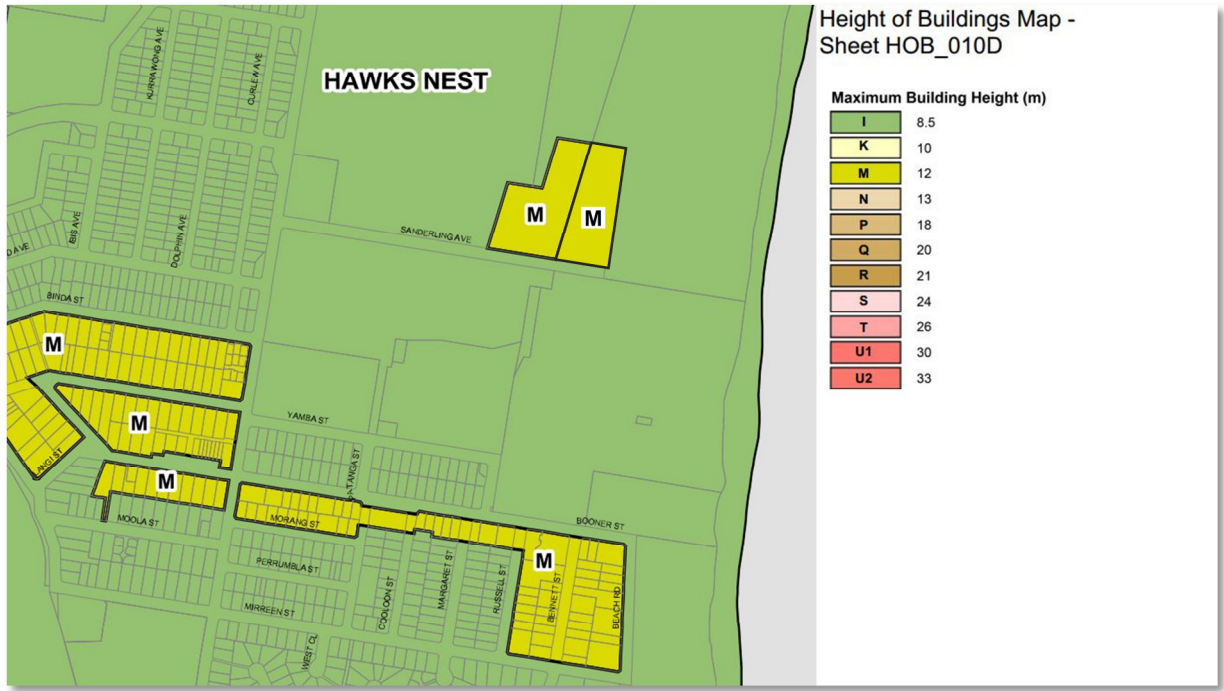 Height of Buildings Map -
Sheet HOB_010D
Maximum Building Height (m)
I 8.5
K 10
M 12
N 13
P 18
Q 20
R 21
S 24
T 26
U1 30
U2 33
HAWKS NEST
KURRAWONG AVE
CURLEW AVE
IBIS AVE
DOLPHIN AVE
D AVE
SANDERLING AVE
M
M
BINDA ST
M
M
YAMBA ST
ANGI ST
M
MOOLA ST
MORANG ST
BOONER ST
M
PERRUMBLA ST
MIRREEN ST
WEST CL
COOLOON ST
MARGARET ST
RUSSELL ST
BENNETT ST
BEACH RD